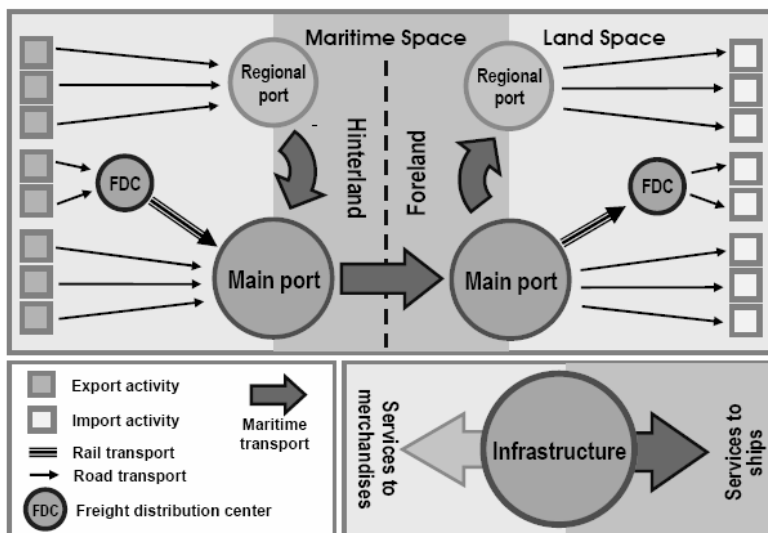 Maritime Space
Land Space
Regional
port
Regional
port
Hinterland
Foreland
FDC
FDC
Main port
Main port
Export activity
Import activity
Rail transport
Road transport
FDC
Freight distribution center
Maritime
transport
Services to
merchandises
Infrastructure
Services to
ships